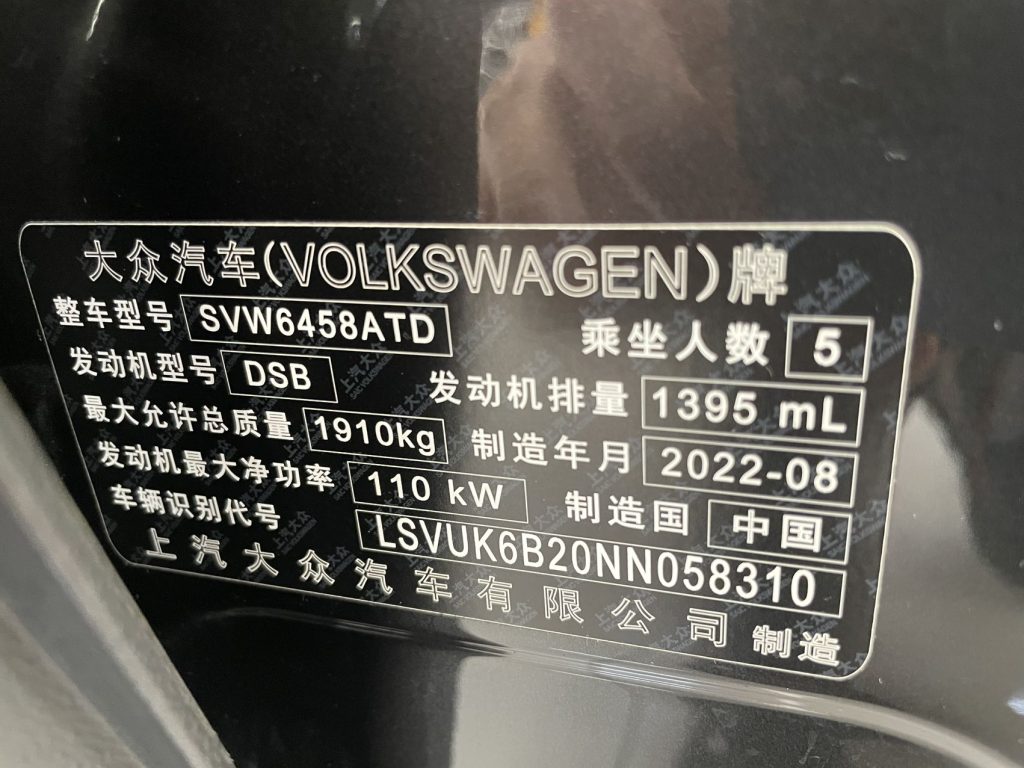 大众汽车(VOLKSWAGEN)牌
整车型号 SVW6458ATD 乘坐人数 5
发动机型号 DSB 发动机排量 1395 mL
最大允许总质量 1910kg 制造年月 2022-08
发动机最大净功率 110 kW 制造国 中国
车辆识别代号 LSVUK6B20NN058310
上汽大众汽车有限公司 制造